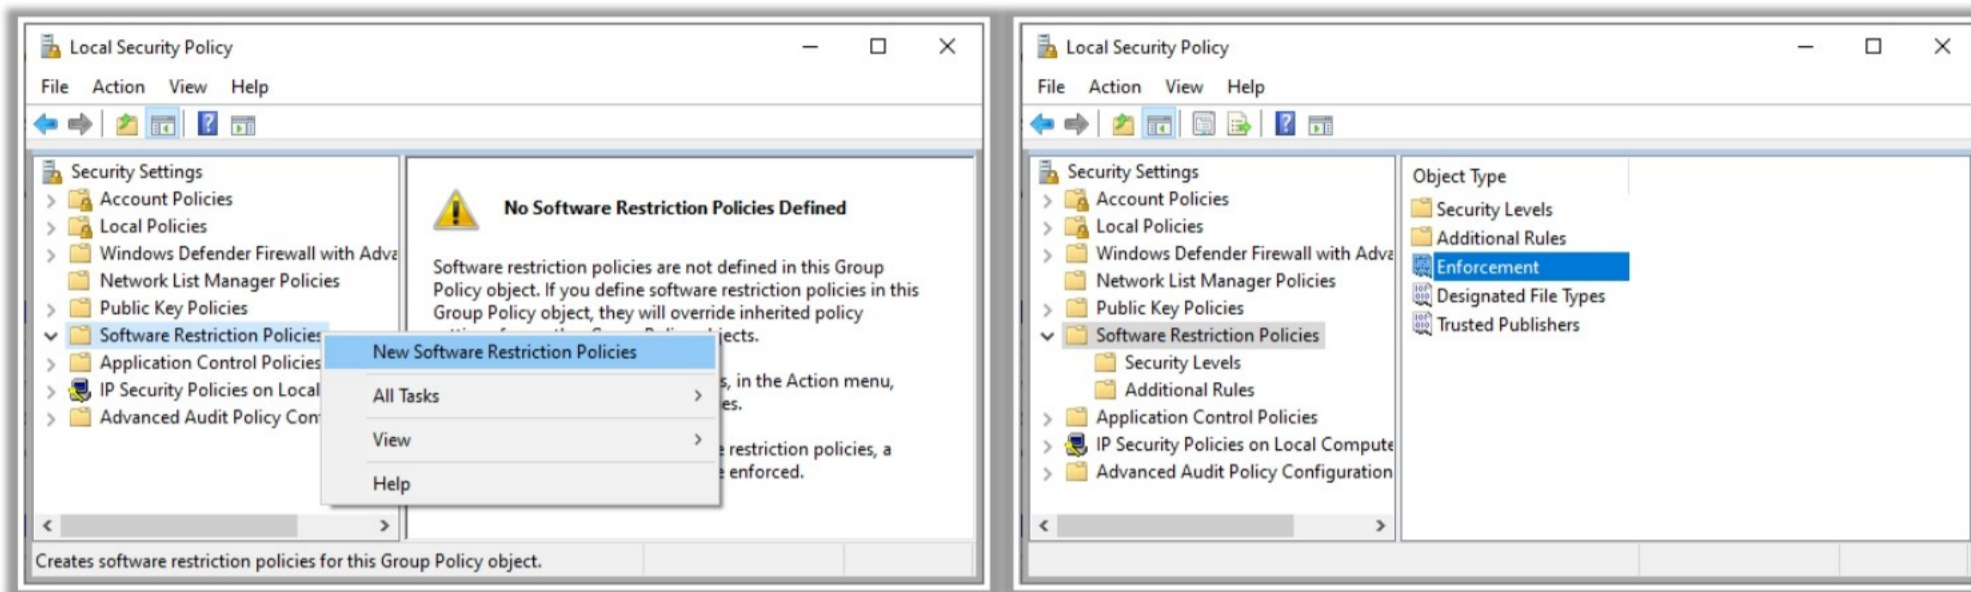 Local Security Policy
File Action View Help
Security Settings
Account Policies
Local Policies
Windows Defender Firewall with Adva
Network List Manager Policies
Public Key Policies
Software Restriction Policies
Application Control Policies
IP Security Policies on Local
Advanced Audit Policy Con
No Software Restriction Policies Defined
Software restriction policies are not defined in this Group
Policy object. If you define software restriction policies in this
Group Policy object, they will override inherited policy
jects.
s, in the Action menu,
es.
restriction policies, a
enforced.
New Software Restriction Policies
All Tasks
View
Help
Creates software restriction policies for this Group Policy object.
Local Security Policy
File Action View Help
Security Settings
Account Policies
Local Policies
Windows Defender Firewall with Adva
Network List Manager Policies
Public Key Policies
Software Restriction Policies
Security Levels
Additional Rules
Application Control Policies
IP Security Policies on Local Compute
Advanced Audit Policy Configuration
Object Type
Security Levels
Additional Rules
Enforcement
Designated File Types
Trusted Publishers